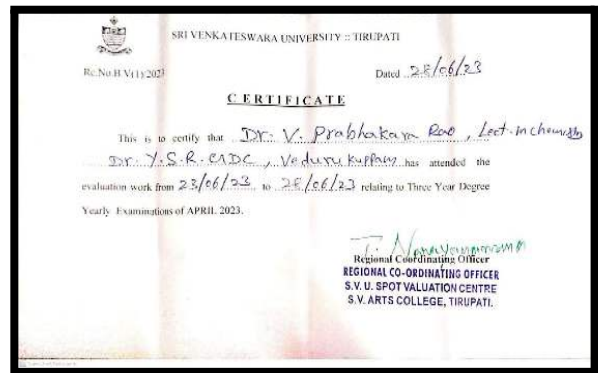 SRI VENKATESWARA UNIVERSITY :: TIRUPATI
Rc.No.B.V(1)/2023 Dated 28/06/23
CERTIFICATE
This is to certify that Dr. V. Prabhakara Rao, Lect. in chemistry
Dr. Y.S.R. GDC, Vedurukuppam has attended the
evaluation work from 23/06/23 to 28/06/23 relating to Three Year Degree
Yearly Examinations of APRIL 2023.
Regional Coordinating Officer
REGIONAL CO-ORDINATING OFFICER
S.V.U. SPOT VALUATION CENTRE
S.V. ARTS COLLEGE, TIRUPATI.